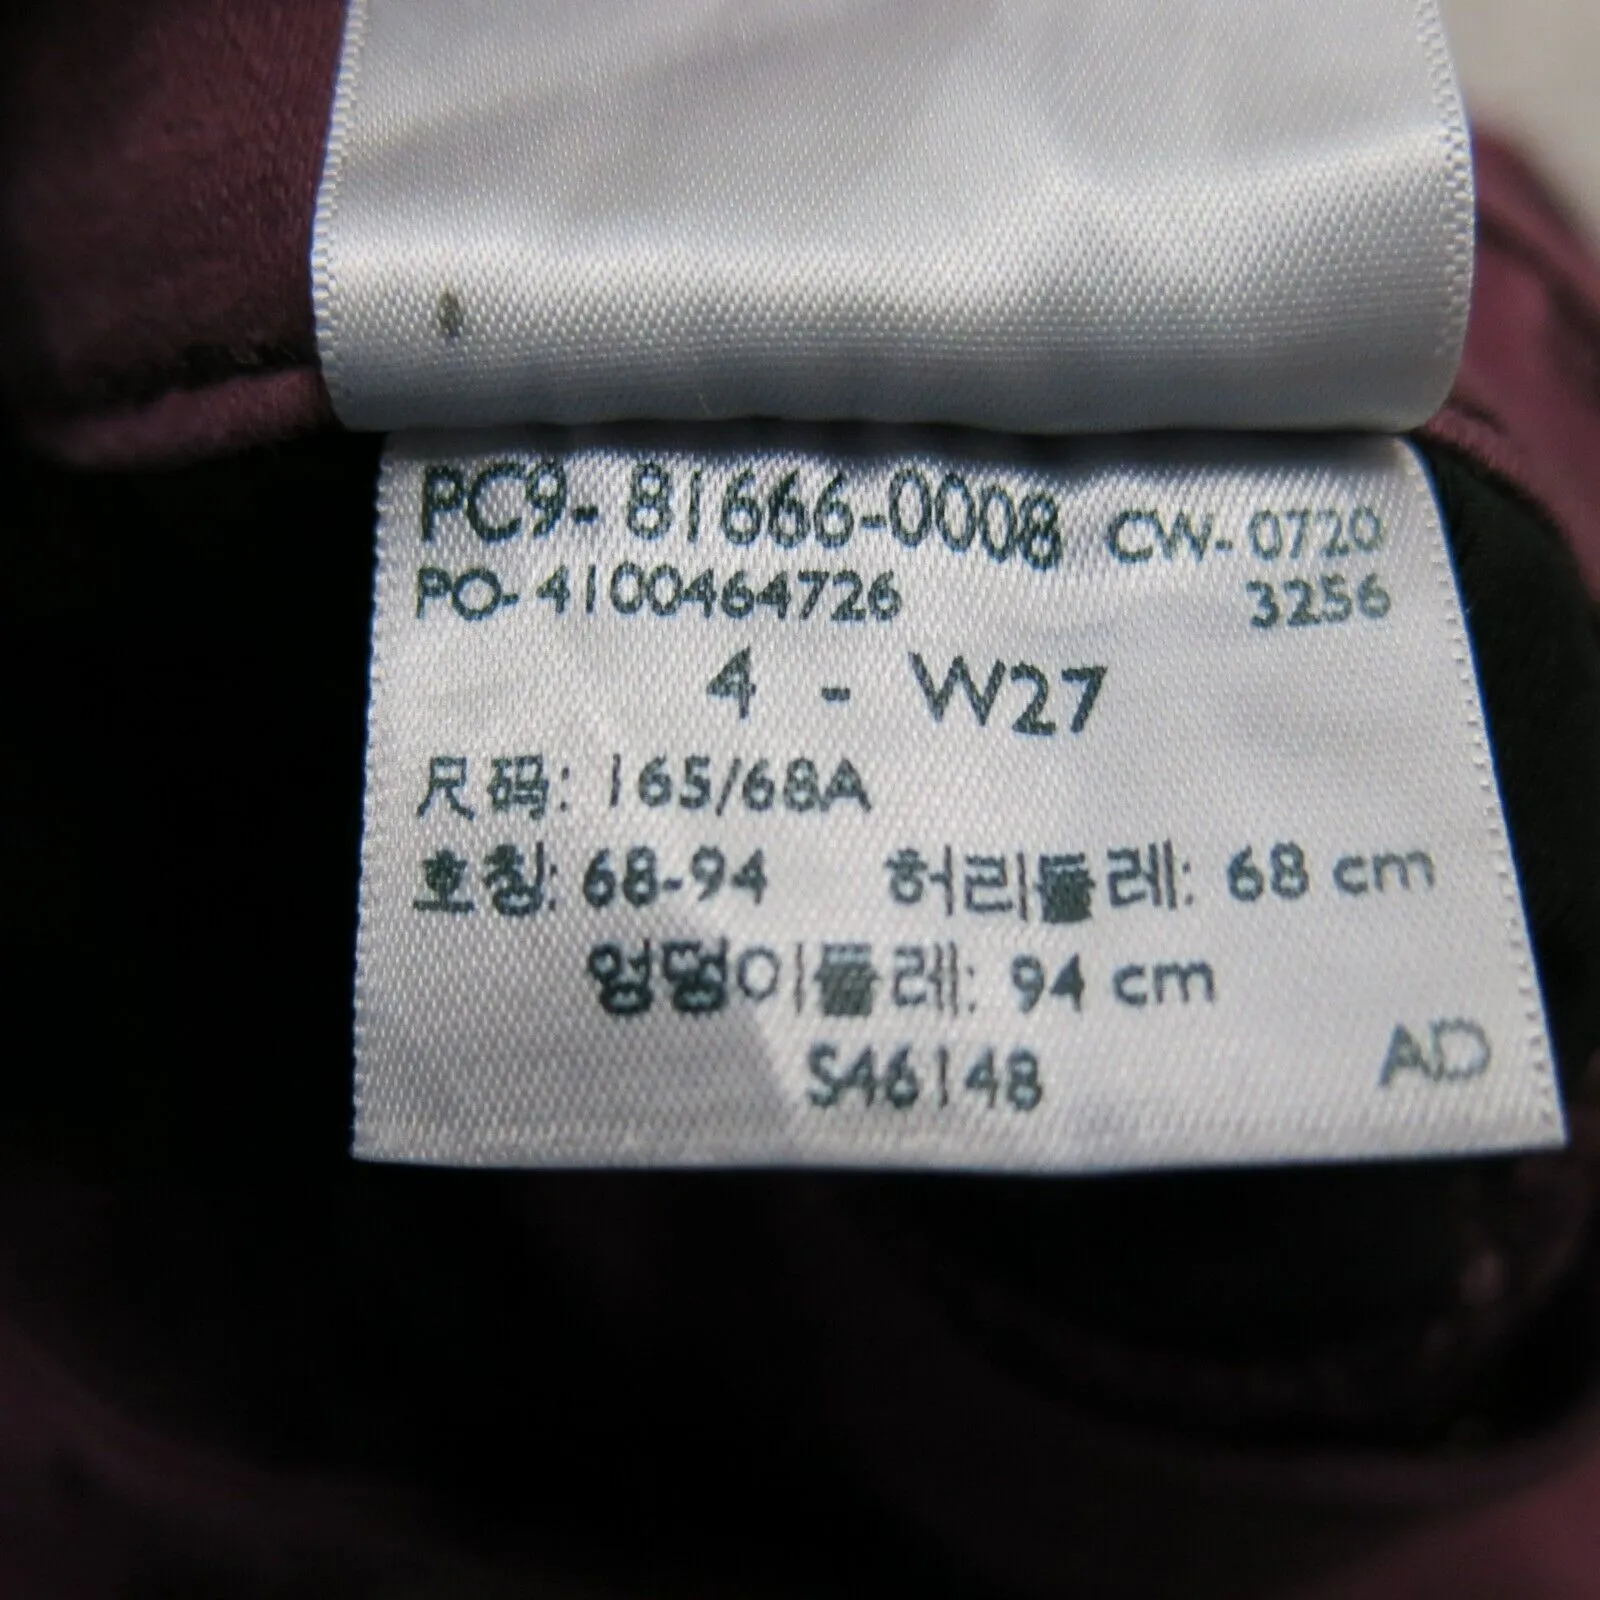 PC9- 81666-0008 CW- 0720
PO- 4100464726 3256
4 - W27
尺码: 165/68A
호칭: 68-94 허리둘레: 68 cm
엉덩이둘레: 94 cm
S46148
AD